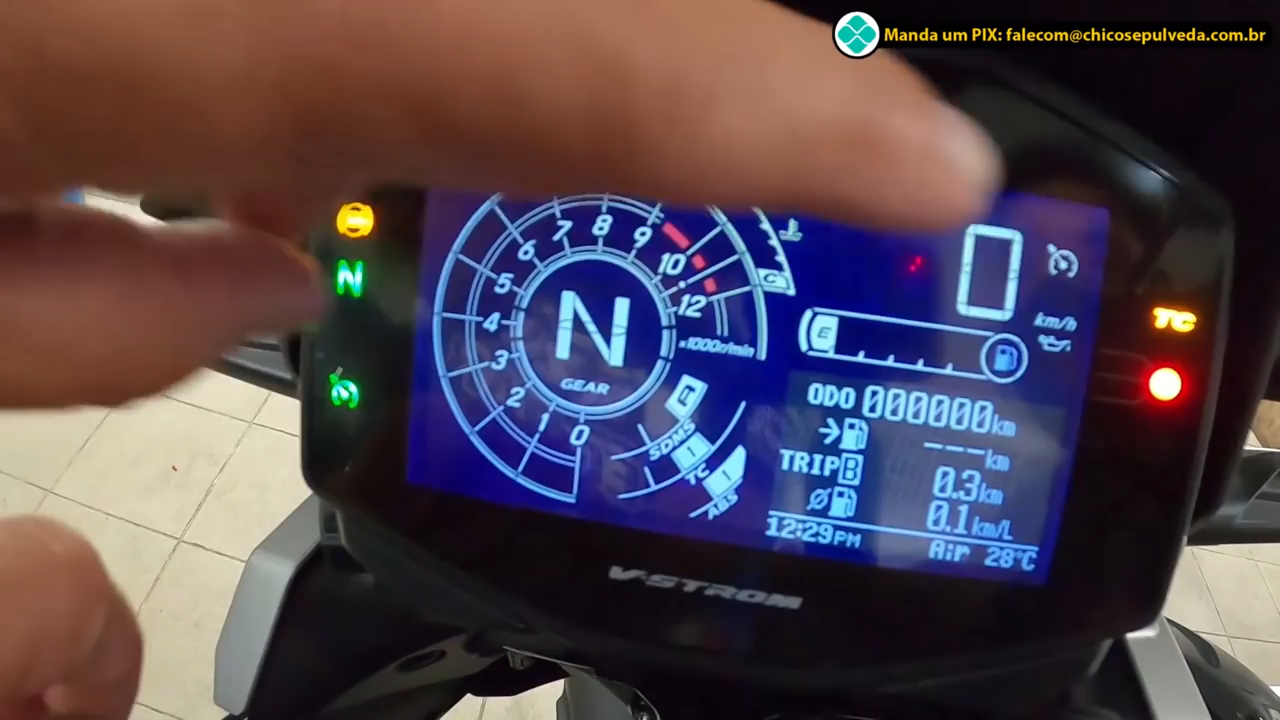 Manda um PIX: falecom@chicosepulveda.com.br
N
TC
0
km/h
5 6 7 8 9 10 12
4
3
2
1
0
x1000r/min
N
GEAR
C
E
SDMS
1
TC
1
ABS
ODO 000000km
--- km
TRIP B 0.3km
0.1km/L
12:29PM Air 28°C
V-STROM